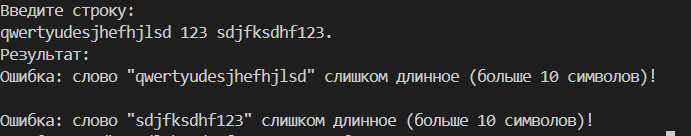 Введите строку:
qwertyudesjhefhjlsd 123 sdjfksdhf123.
Результат:
Ошибка: слово "qwertyudesjhefhjlsd" слишком длинное (больше 10 символов)!
Ошибка: слово "sdjfksdhf123" слишком длинное (больше 10 символов)!